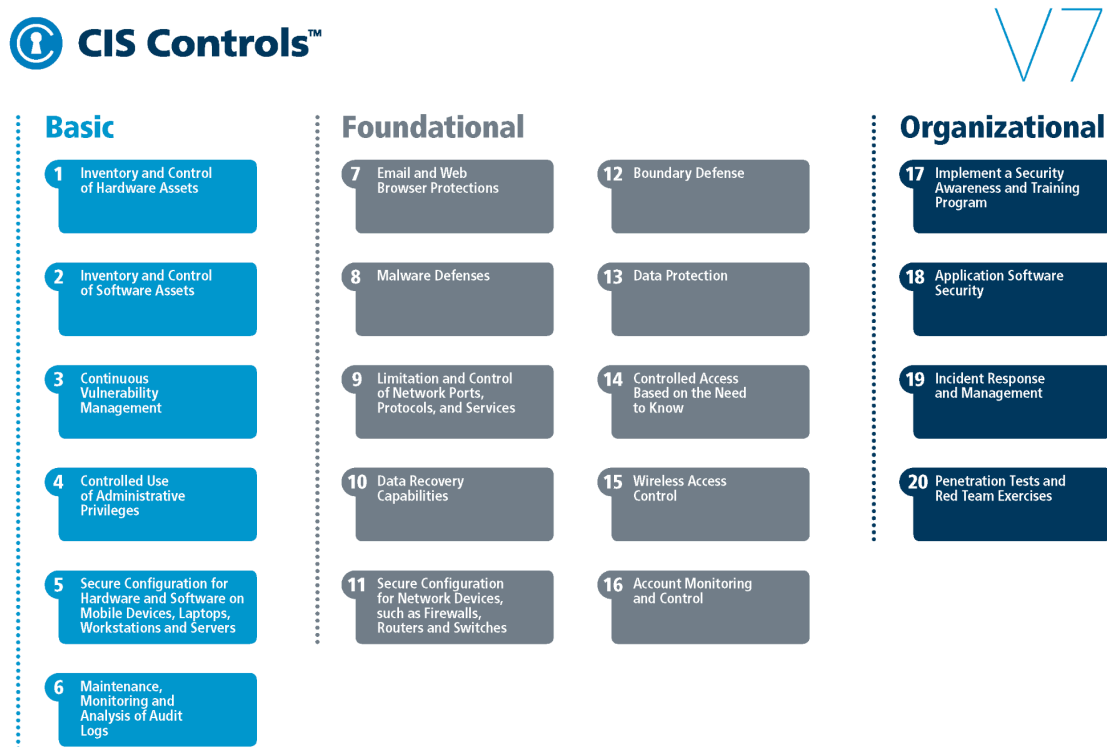 CIS Controls™
V7
Basic
1
Inventory and Control
of Hardware Assets
2
Inventory and Control
of Software Assets
3
Continuous
Vulnerability
Management
4
Controlled Use
of Administrative
Privileges
5
Secure Configuration for
Hardware and Software on
Mobile Devices, Laptops,
Workstations and Servers
6
Maintenance,
Monitoring and
Analysis of Audit
Logs
Foundational
7
Email and Web
Browser Protections
8
Malware Defenses
9
Limitation and Control
of Network Ports,
Protocols, and Services
10
Data Recovery
Capabilities
11
Secure Configuration
for Network Devices,
such as Firewalls,
Routers and Switches
12
Boundary Defense
13
Data Protection
14
Controlled Access
Based on the Need
to Know
15
Wireless Access
Control
16
Account Monitoring
and Control
Organizational
17
Implement a Security
Awareness and Training
Program
18
Application Software
Security
19
Incident Response
and Management
20
Penetration Tests and
Red Team Exercises